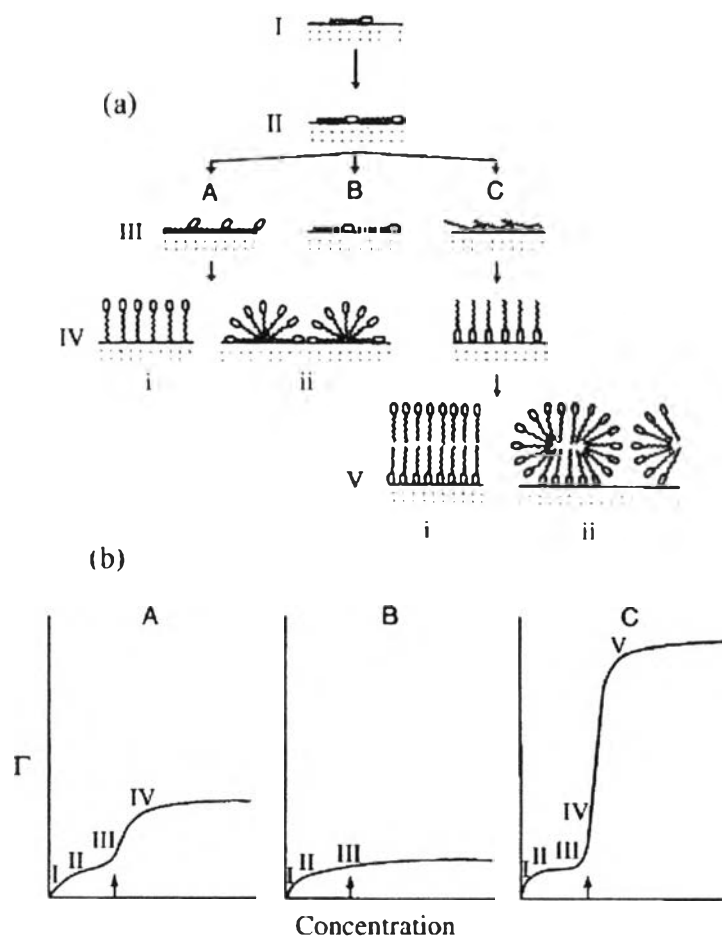 I
(a)
II
A B C
III
IV
i ii
V
i ii
(b)
A B C
Γ
I II III IV
I II III
I II III IV V
Concentration